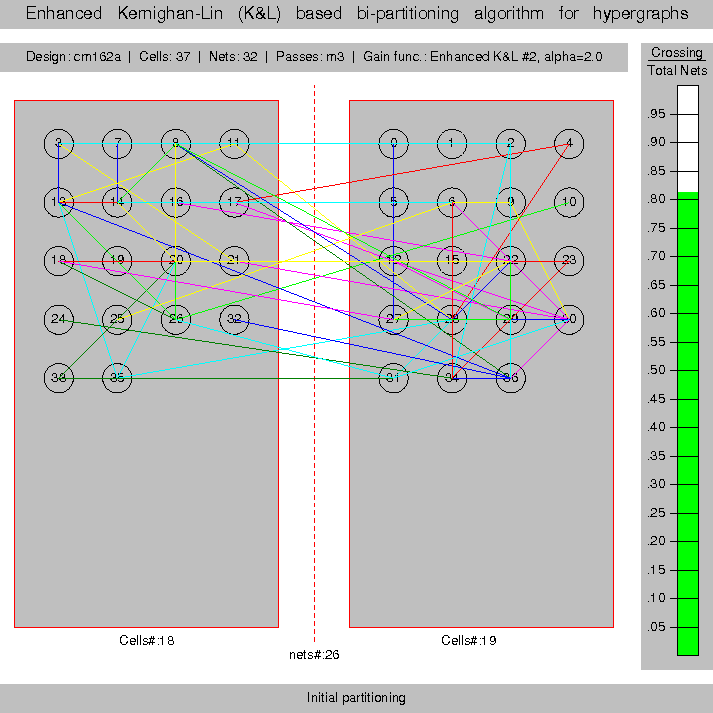 Enhanced Kernighan-Lin (K&L) based bi-partitioning algorithm for hypergraphs
Design: cm162a | Cells: 37 | Nets: 32 | Passes: m3 | Gain func.: Enhanced K&L #2, alpha=2.0
Crossing
Total Nets
.95
.90
.85
.80
.75
.70
.65
.60
.55
.50
.45
.40
.35
.30
.25
.20
.15
.10
.05
3 7 8 11 0 1 2 4
13 14 16 17 5 6 9 10
18 19 20 21 12 15 22 23
24 25 26 32 27 28 29 30
33 35 31 34 36
Cells#:18
Cells#:19
nets#:26
Initial partitioning